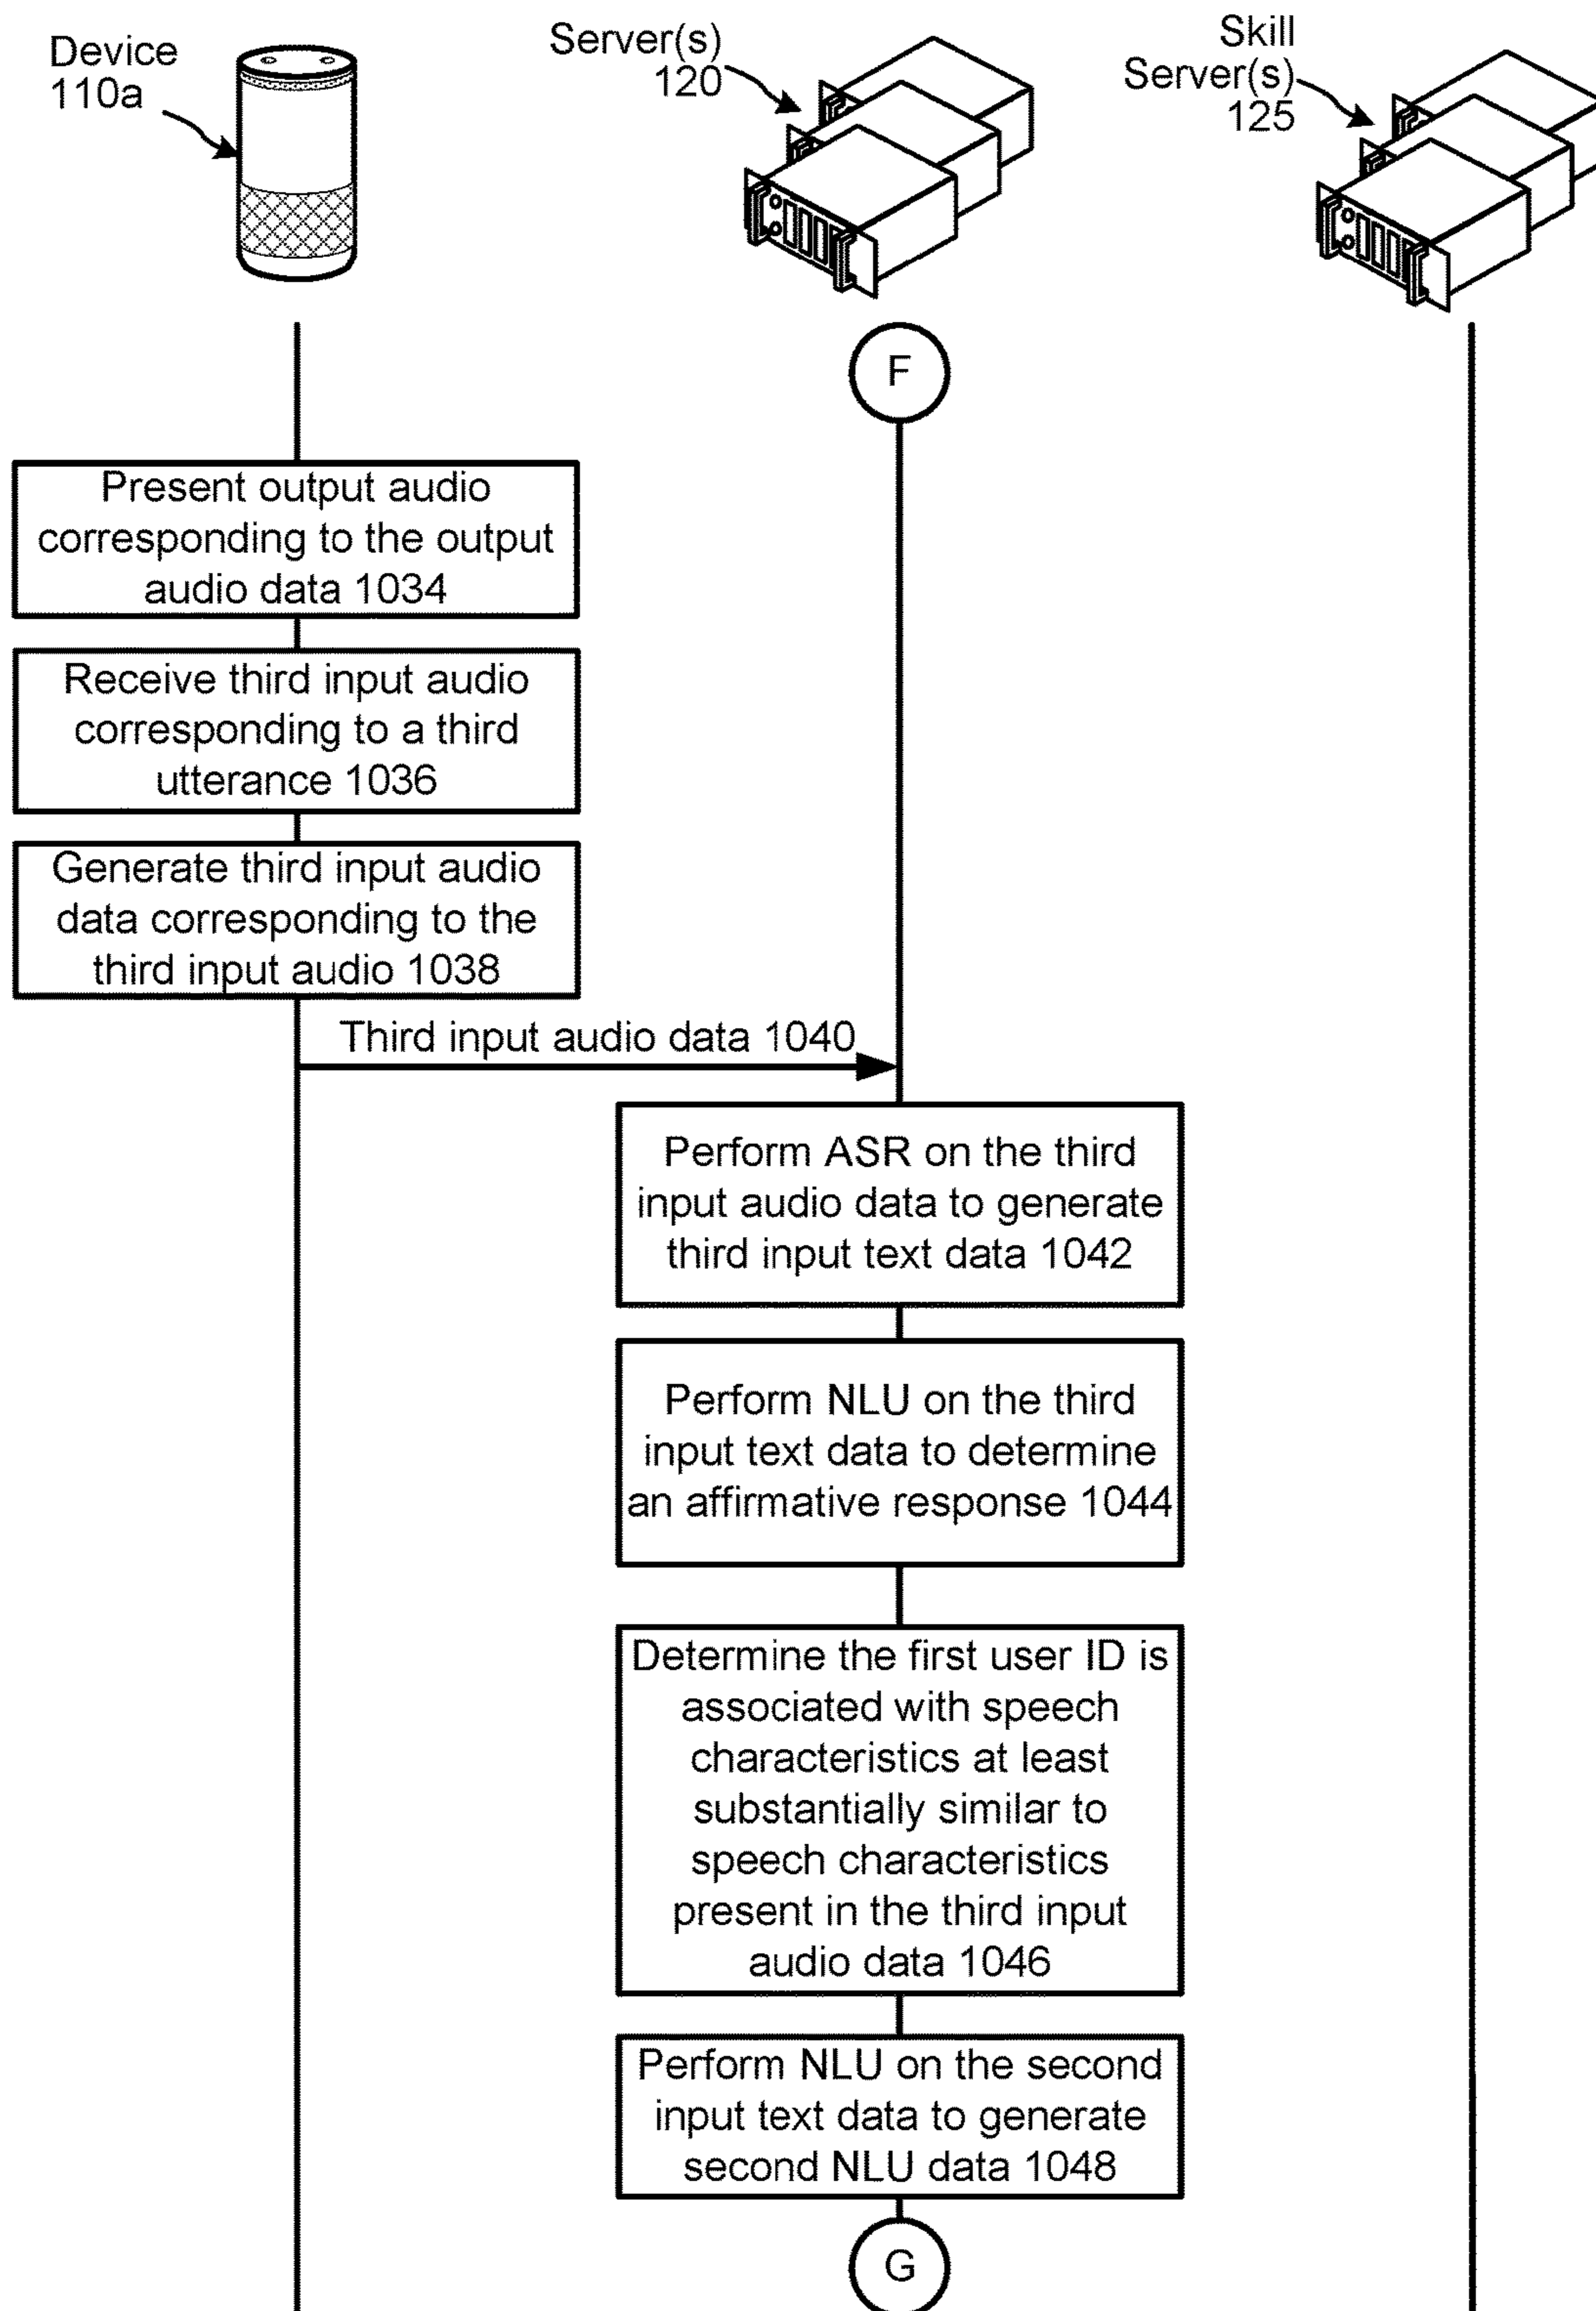 Device
110a
Server(s)
120
Skill
Server(s)
125
F
Present output audio
corresponding to the output
audio data 1034
Receive third input audio
corresponding to a third
utterance 1036
Generate third input audio
data corresponding to the
third input audio 1038
Third input audio data 1040
Perform ASR on the third
input audio data to generate
third input text data 1042
Perform NLU on the third
input text data to determine
an affirmative response 1044
Determine the first user ID is
associated with speech
characteristics at least
substantially similar to
speech characteristics
present in the third input
audio data 1046
Perform NLU on the second
input text data to generate
second NLU data 1048
G